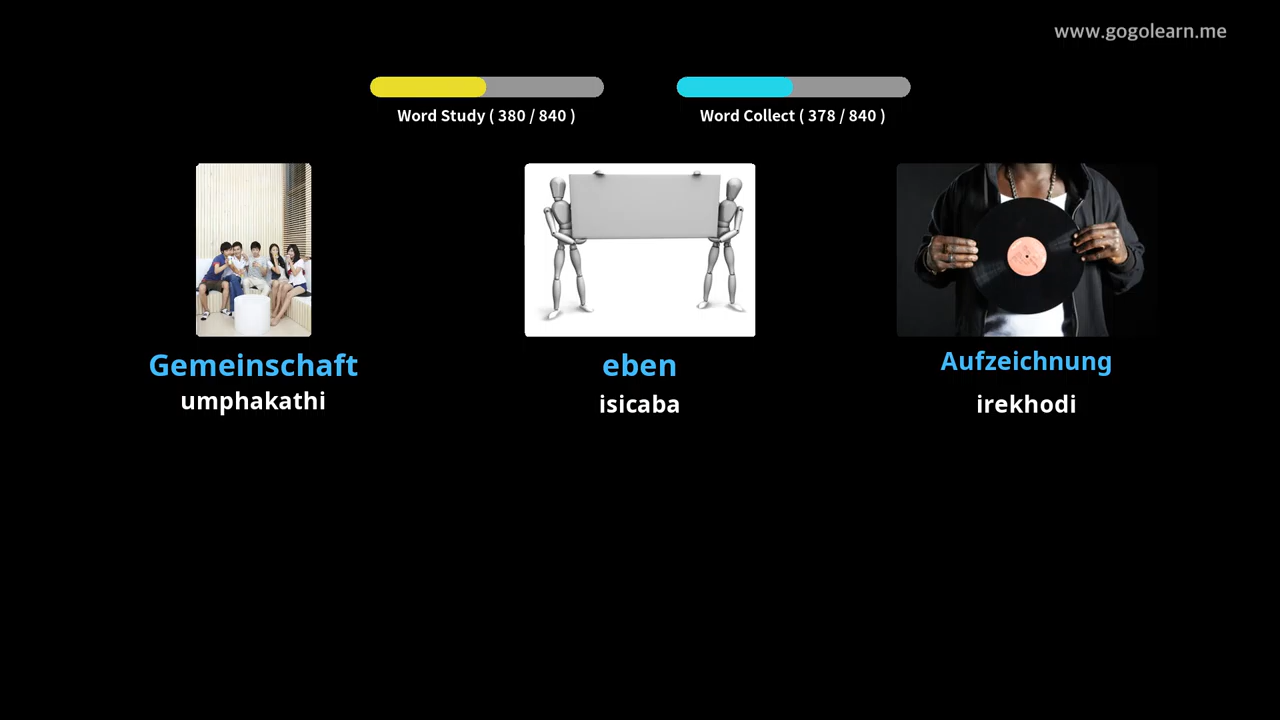 www.gogolearn.me
Word Study ( 380 / 840 )
Word Collect ( 378 / 840 )
Gemeinschaft
umphakathi
eben
isicaba
Aufzeichnung
irekhodi